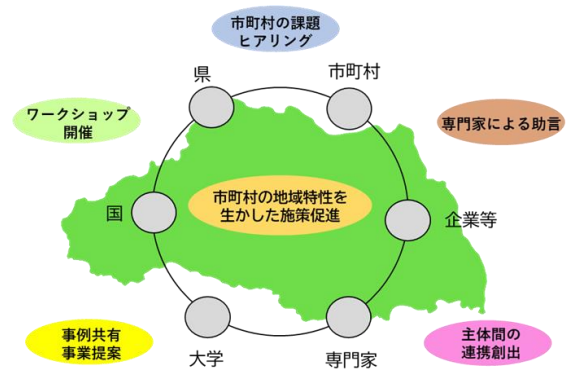 市町村の課題
ヒアリング
県
市町村
ワークショップ
開催
専門家による助言
市町村の地域特性を
生かした施策促進
国
企業等
事例共有
事業提案
主体間の
連携創出
大学
専門家